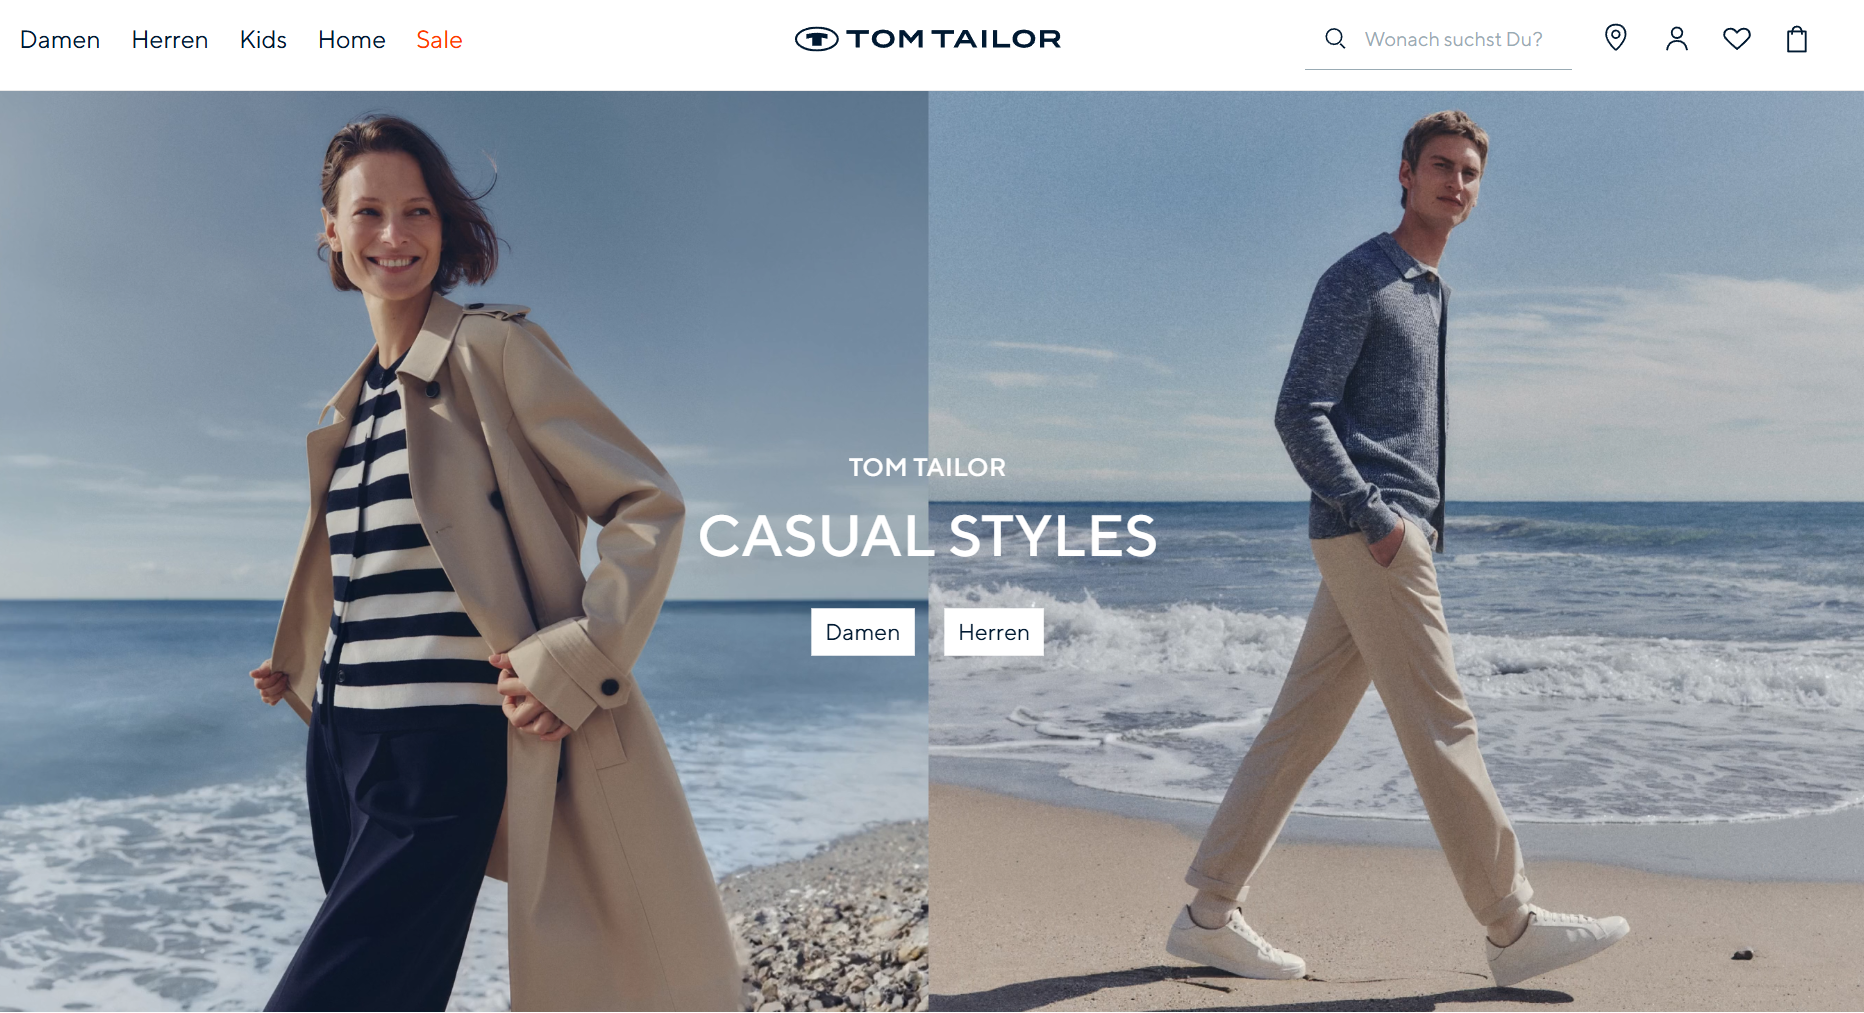 Damen Herren Kids Home Sale
TOM TAILOR
Wonach suchst Du?
TOM TAILOR
CASUAL STYLES
Damen Herren